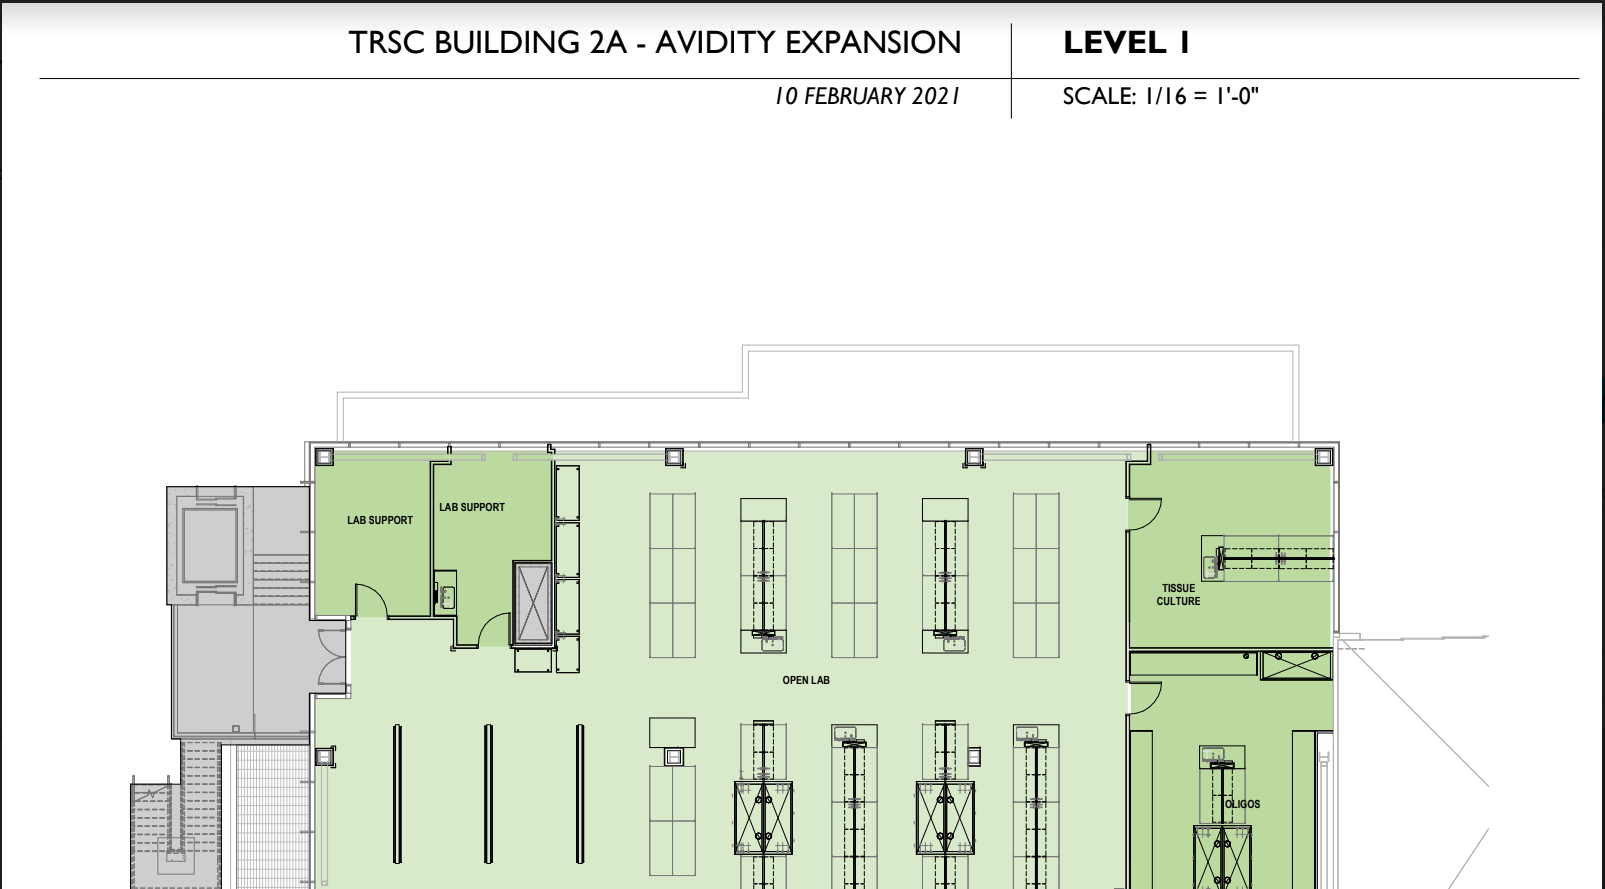 TRSC BUILDING 2A - AVIDITY EXPANSION
LEVEL 1
10 FEBRUARY 2021
SCALE: 1/16 = 1'-0"
LAB SUPPORT
LAB SUPPORT
TISSUE
CULTURE
OPEN LAB
OLIGOS